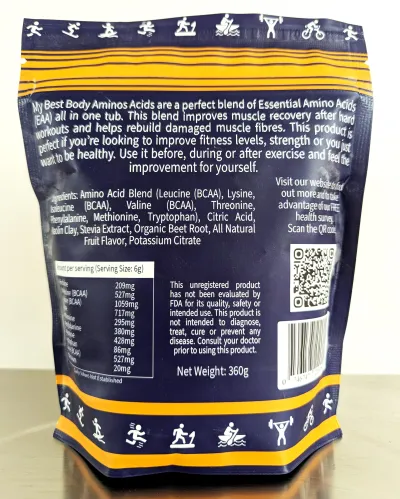 My Best Body Aminos Acids are a perfect blend of Essential Amino Acids
(EAA) all in one tub. This blend improves muscle recovery after hard
workouts and helps rebuild damaged muscle fibres. This product is
perfect if you're looking to improve fitness levels, strength or you just
want to be healthy. Use it before, during or after exercise and feel the
improvement for yourself.
Ingredients: Amino Acid Blend (Leucine (BCAA), Lysine,
Isoleucine (BCAA), Valine (BCAA), Threonine,
Phenylalanine, Methionine, Tryptophan), Citric Acid,
Kaolin Clay, Stevia Extract, Organic Beet Root, All Natural
Fruit Flavor, Potassium Citrate
Visit our website to find
out more and to take
advantage of our FREE
health survey.
Scan the QR code.
per serving (Serving Size: 6g)
209mg
(BCAA) 527mg
(BCAA) 1059mg
717mg
295mg
380mg
428mg
86mg
527mg
20mg
This unregistered product
has not been evaluated by
FDA for its quality, safety or
intended use. This product is
not intended to diagnose,
treat, cure or prevent any
disease. Consult your doctor
prior to using this product.
Net Weight: 360g